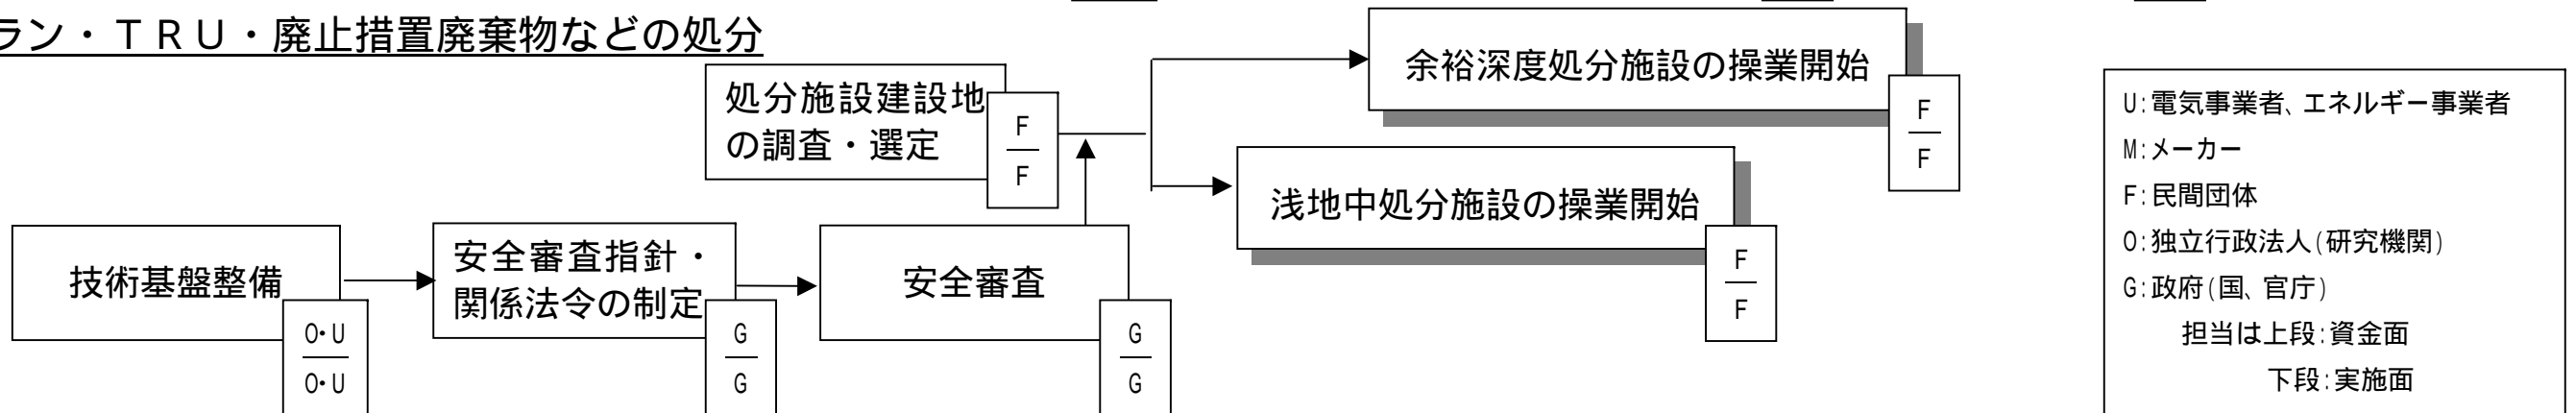 ラン・ＴＲＵ・廃止措置廃棄物などの処分
処分施設建設地
の調査・選定
F
F
余裕深度処分施設の操業開始
F
F
浅地中処分施設の操業開始
F
F
技術基盤整備
O・U
O・U
安全審査指針・
関係法令の制定
G
G
安全審査
G
G
U:電気事業者、エネルギー事業者
M:メーカー
F:民間団体
O:独立行政法人(研究機関)
G:政府(国、官庁)
担当は上段:資金面
下段:実施面